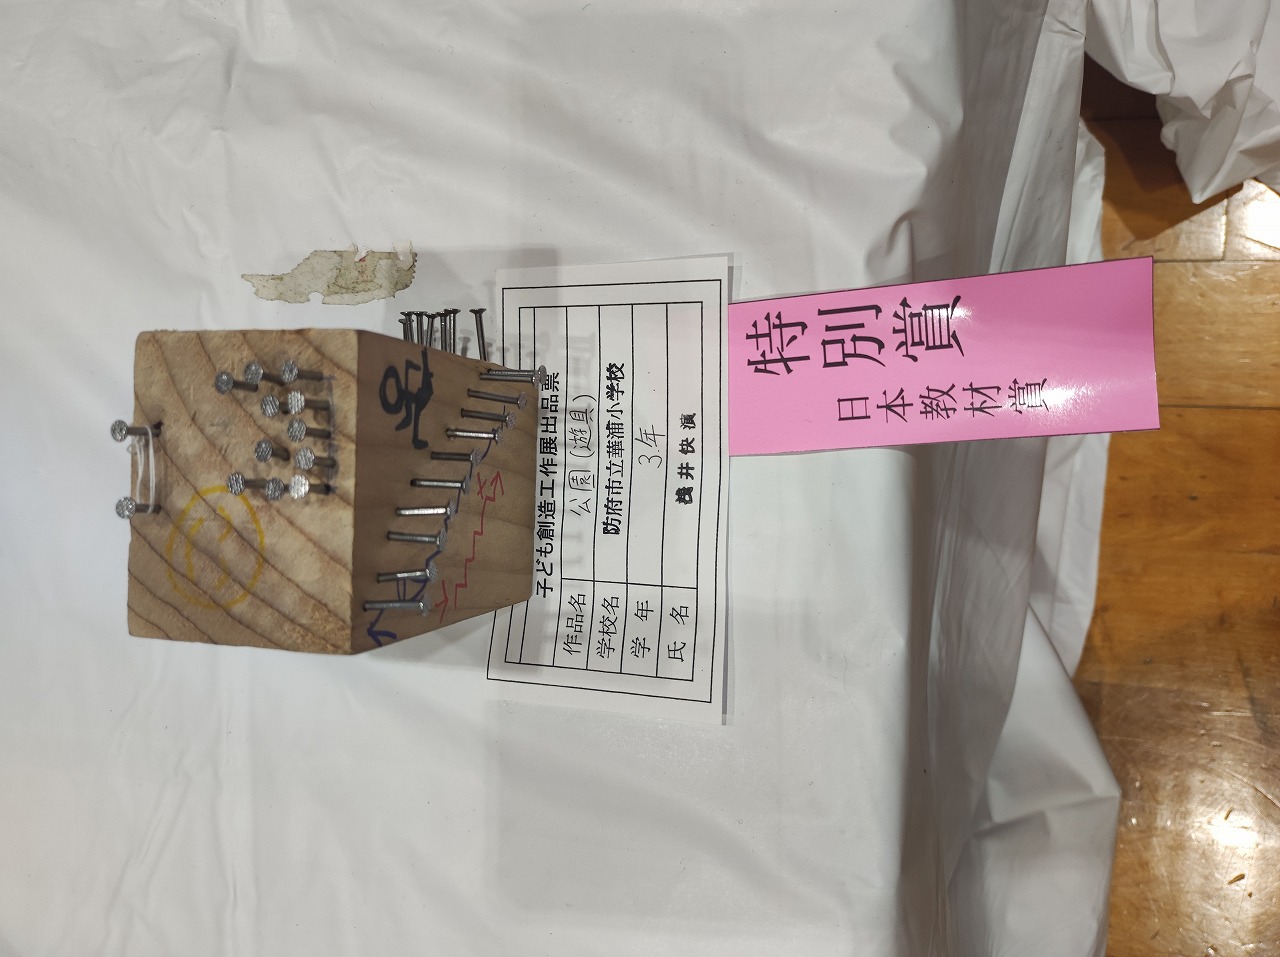 子ども創造工作展出品票
作品名 公園(遊具)
学校名 防府市立華浦小学校
学年 3年
氏名 浅井快演
特別賞
日本教材賞